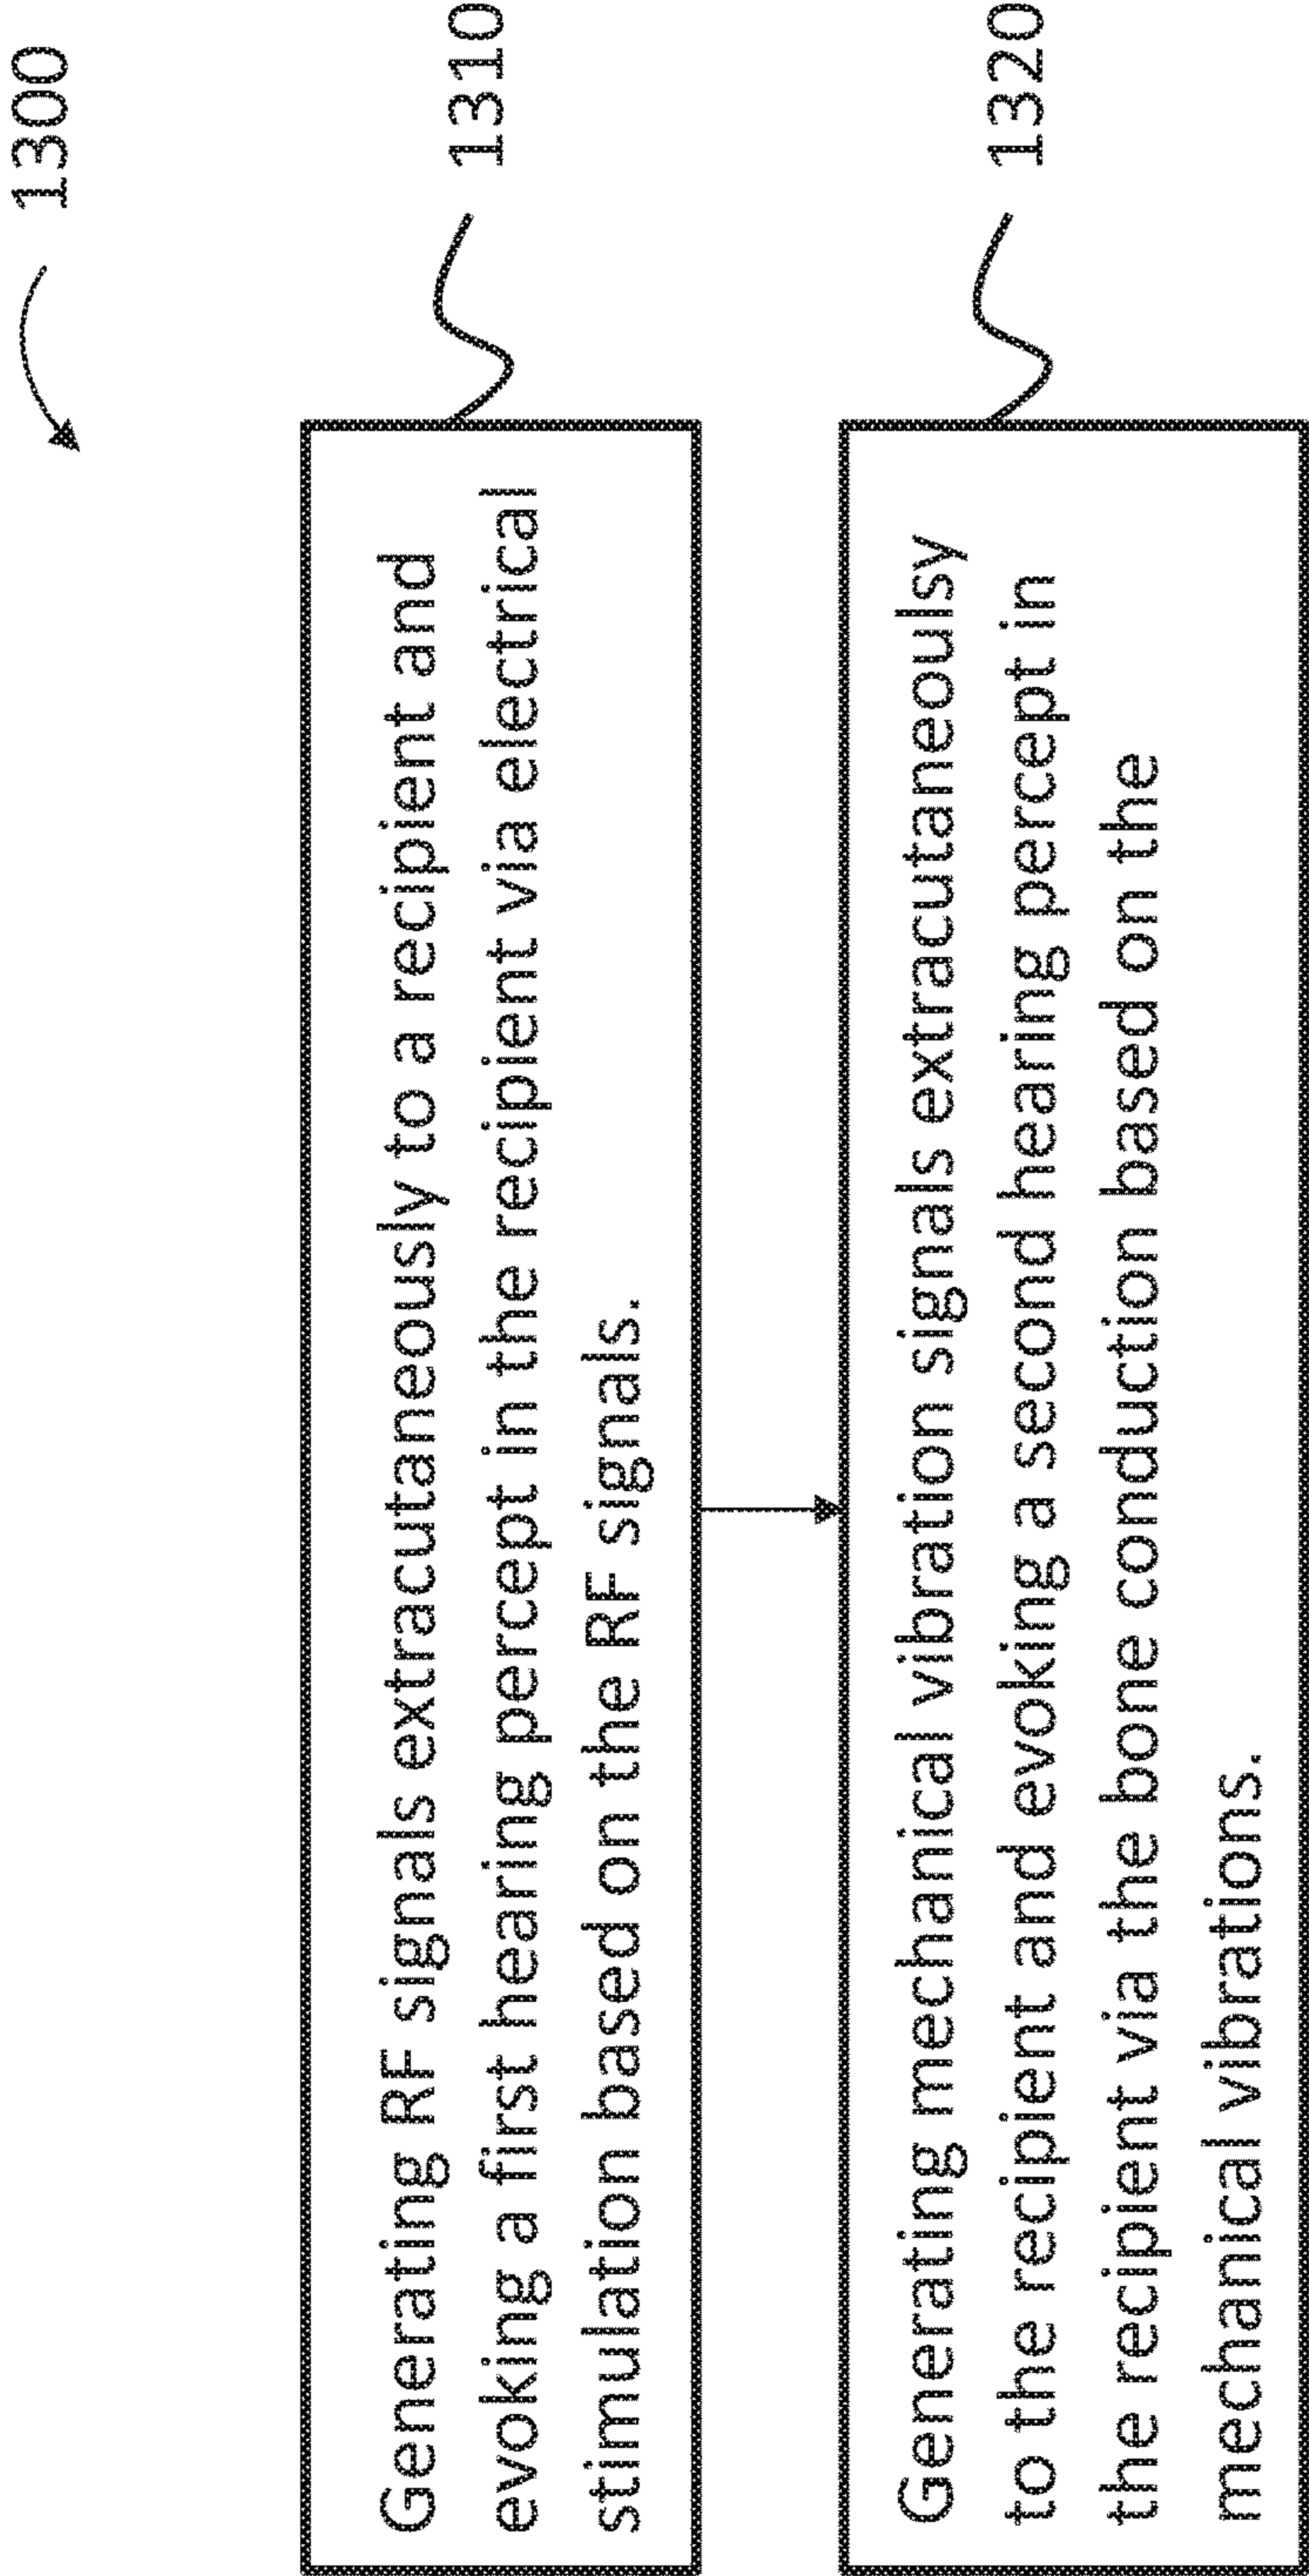 1300
Generating RF signals extracutaneously to a recipient and
evoking a first hearing percept in the recipient via electrical
stimulation based on the RF signals.
1310
Generating mechanical vibration signals extracutaneoulsy
to the recipient and evoking a second hearing percept in
the recipient via the bone conduction based on the
mechanical vibrations.
1320